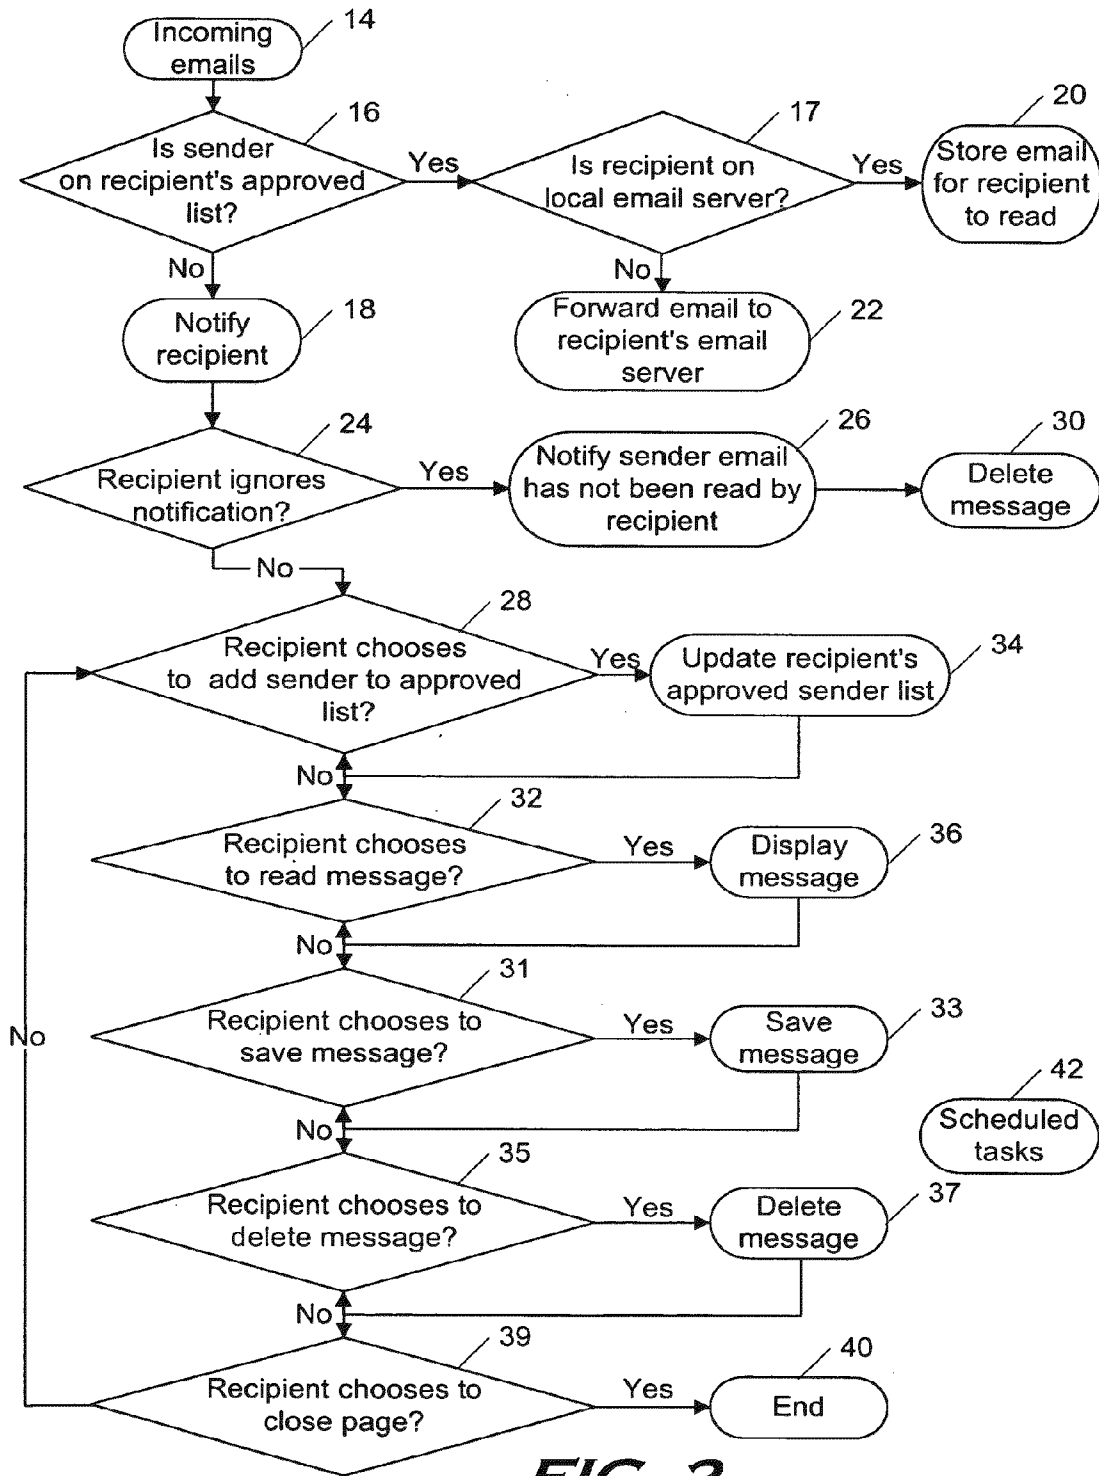 Incoming
emails
14
Is sender
on recipient's approved
list?
16
Yes
Is recipient on
local email server?
17
Yes
Store email
for recipient
to read
20
No
No
Notify
recipient
18
Forward email to
recipient's email
server
22
Recipient ignores
notification?
24
Yes
Notify sender email
has not been read by
recipient
26
Delete
message
30
No
Recipient chooses
to add sender to approved
list?
28
Yes
Update recipient's
approved sender list
34
No
Recipient chooses
to read message?
32
Yes
Display
message
36
No
Recipient chooses to
save message?
31
Yes
Save
message
33
No
No
Scheduled
tasks
42
Recipient chooses to
delete message?
35
Yes
Delete
message
37
No
Recipient chooses to
close page?
39
Yes
End
40